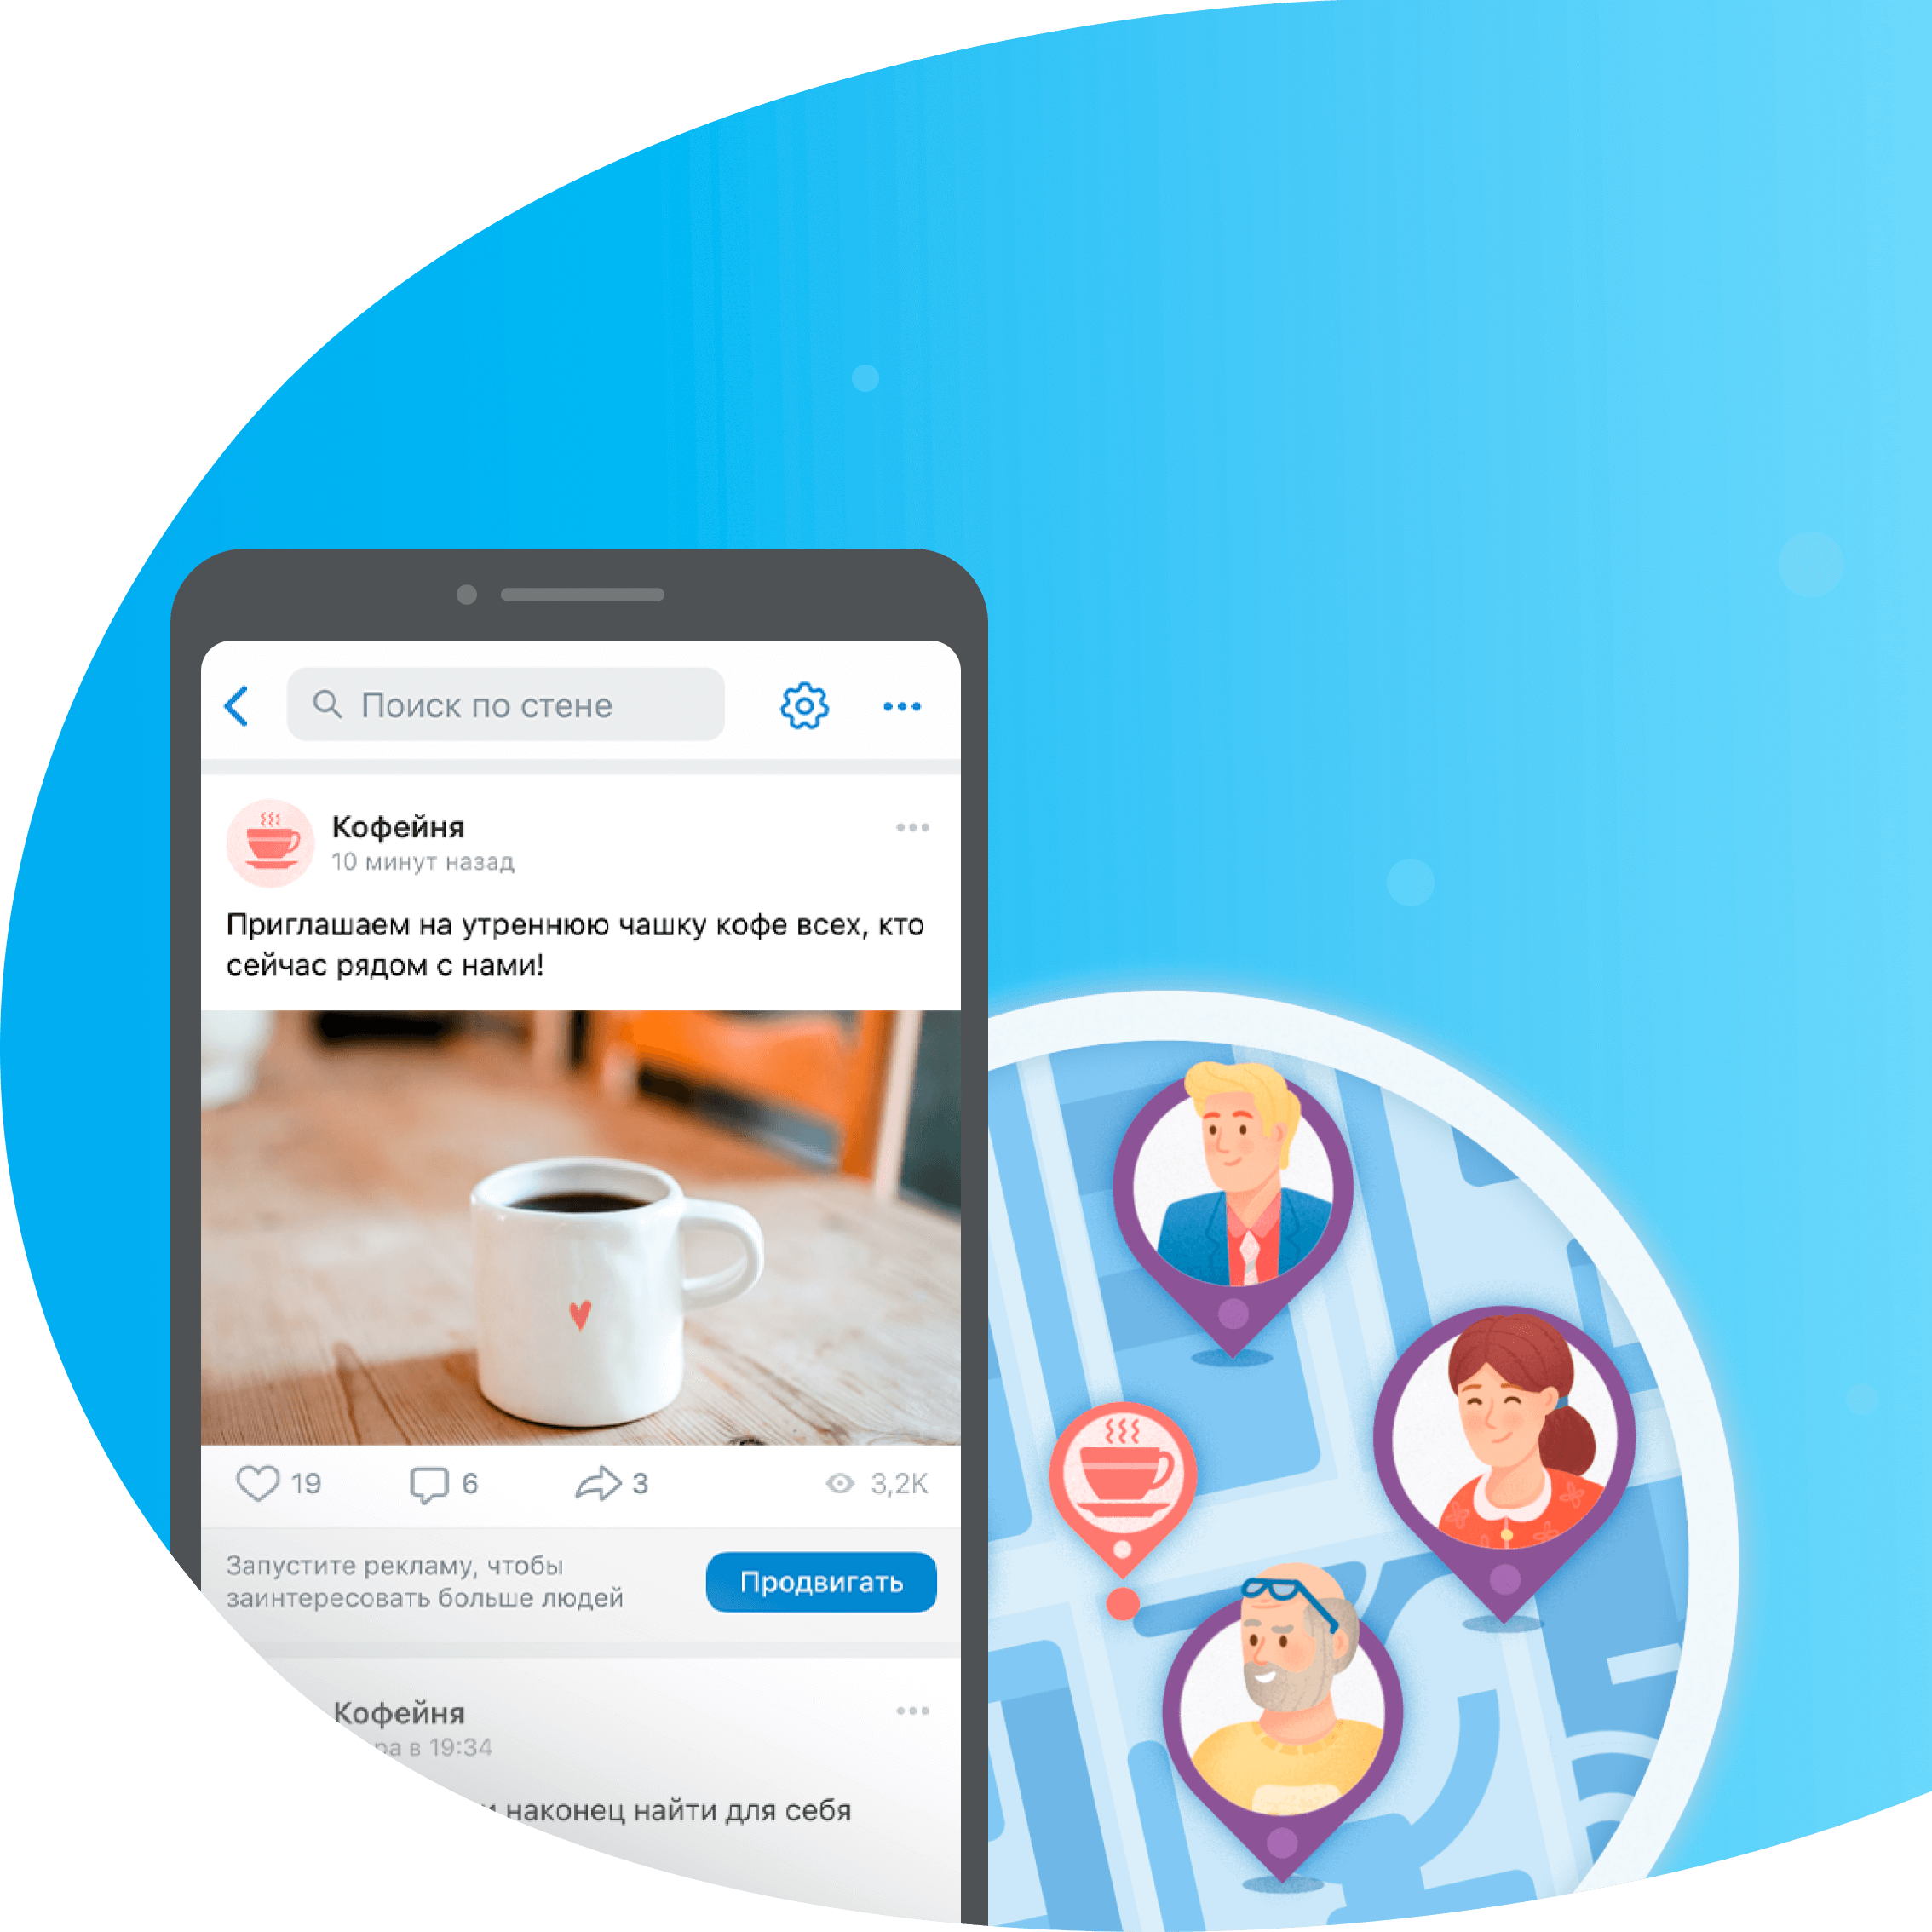 Поиск по стене
Кофейня
10 минут назад
Приглашаем на утреннюю чашку кофе всех, кто
сейчас рядом с нами!
19 6 3 3,2K
Запустите рекламу, чтобы
заинтересовать больше людей
Продвигать
Кофейня
в 19:34
наконец найти для себя